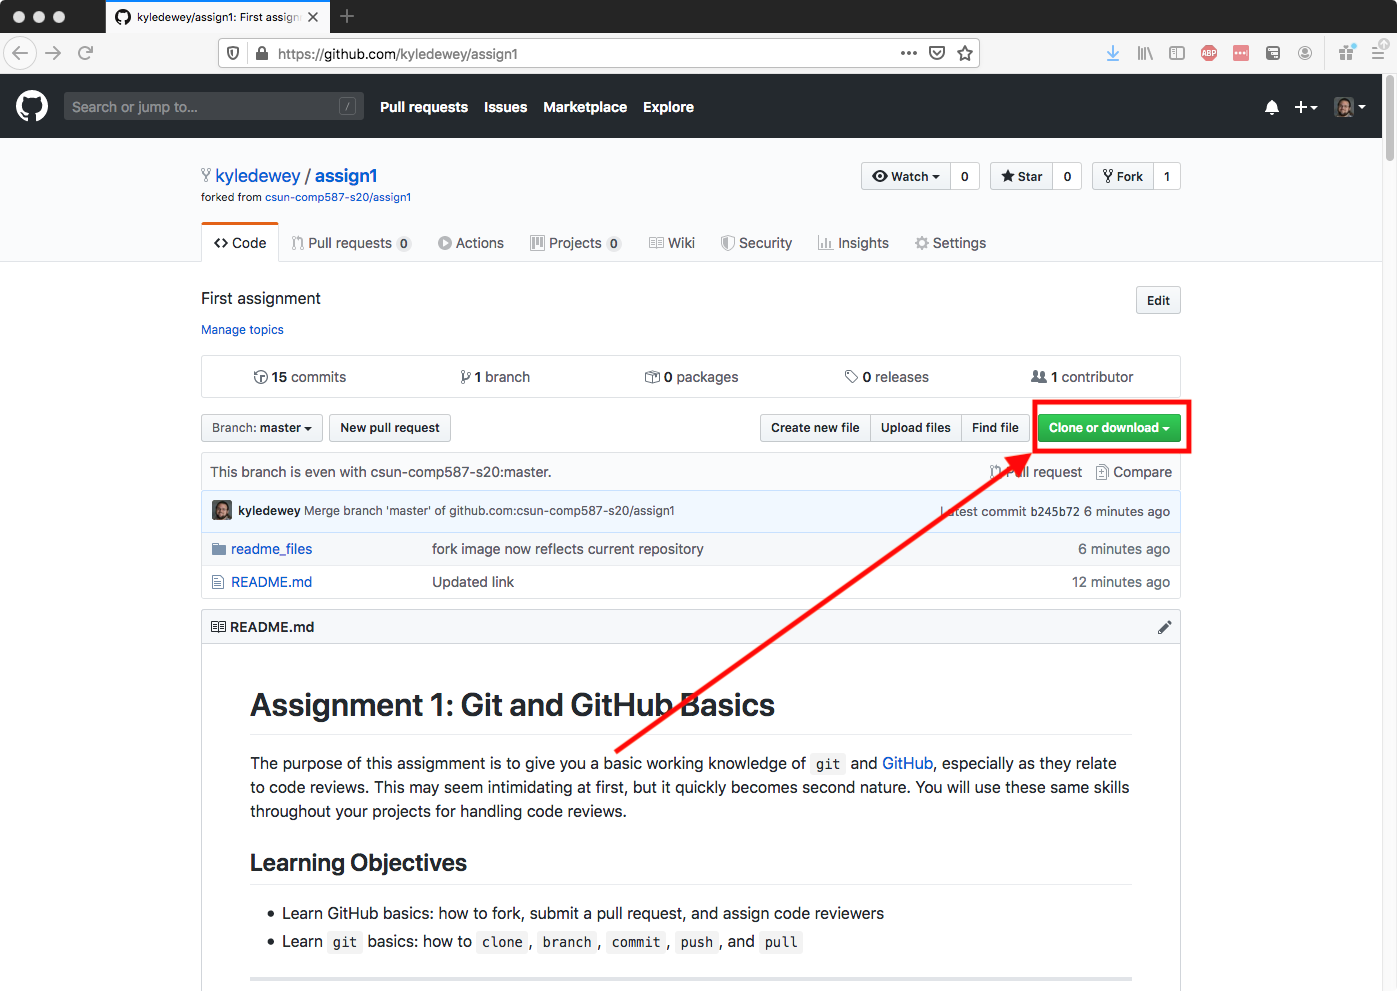 kyledewey/assign1: First assign
https://github.com/kyledewey/assign1
ABP
Search or jump to... / Pull requests Issues Marketplace Explore
kyledewey / assign1
Watch 0 Star 0 Fork 1
forked from csun-comp587-s20/assign1
Code Pull requests 0 Actions Projects 0 Wiki Security Insights Settings
First assignment
Edit
Manage topics
15 commits 1 branch 0 packages 0 releases 1 contributor
Branch: master New pull request Create new file Upload files Find file Clone or download
This branch is even with csun-comp587-s20:master. Pull request Compare
kyledewey Merge branch 'master' of github.com:csun-comp587-s20/assign1 Latest commit b245b72 6 minutes ago
readme_files fork image now reflects current repository 6 minutes ago
README.md Updated link 12 minutes ago
README.md
Assignment 1: Git and GitHub Basics
The purpose of this assigmment is to give you a basic working knowledge of git and GitHub, especially as they relate
to code reviews. This may seem intimidating at first, but it quickly becomes second nature. You will use these same skills
throughout your projects for handling code reviews.
Learning Objectives
• Learn GitHub basics: how to fork, submit a pull request, and assign code reviewers
• Learn git basics: how to clone, branch, commit, push, and pull